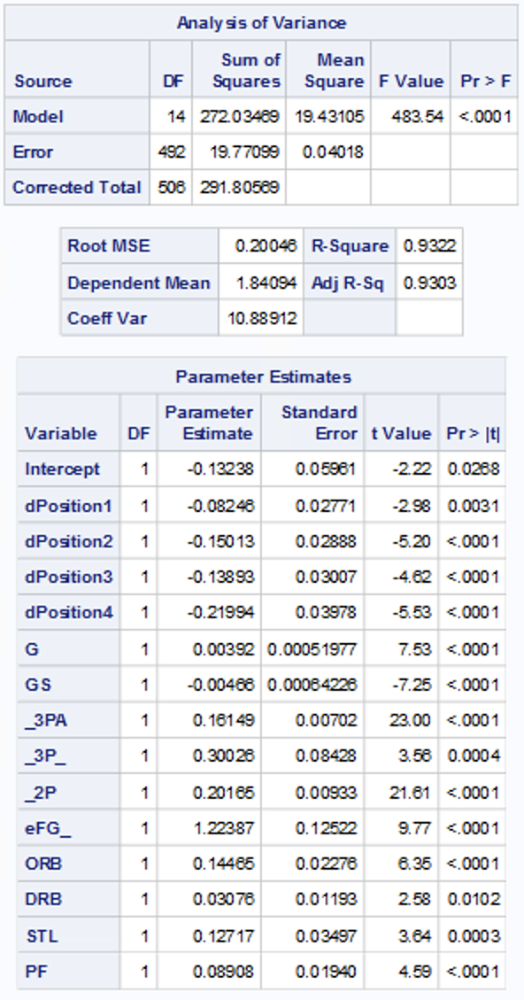 Analysis of Variance
Source DF Sum of Squares Mean Square F Value Pr > F
Model 14 272.03469 19.43105 483.54 <.0001
Error 492 19.77099 0.04018
Corrected Total 506 291.80569
Root MSE 0.20046 R-Square 0.9322
Dependent Mean 1.84094 Adj R-Sq 0.9303
Coeff Var 10.88912
Parameter Estimates
Variable DF Parameter Estimate Standard Error t Value Pr > |t|
Intercept 1 -0.13238 0.05961 -2.22 0.0268
dPosition1 1 -0.08246 0.02771 -2.98 0.0031
dPosition2 1 -0.15013 0.02888 -5.20 <.0001
dPosition3 1 -0.13893 0.03007 -4.62 <.0001
dPosition4 1 -0.21994 0.03978 -5.53 <.0001
G 1 0.00392 0.00051977 7.53 <.0001
GS 1 -0.00466 0.00064226 -7.25 <.0001
_3PA 1 0.16149 0.00702 23.00 <.0001
_3P_ 1 0.30026 0.08428 3.56 0.0004
_2P 1 0.20165 0.00933 21.61 <.0001
eFG_ 1 1.22387 0.12522 9.77 <.0001
ORB 1 0.14465 0.02276 6.35 <.0001
DRB 1 0.03076 0.01193 2.58 0.0102
STL 1 0.12717 0.03497 3.64 0.0003
PF 1 0.08908 0.01940 4.59 <.0001